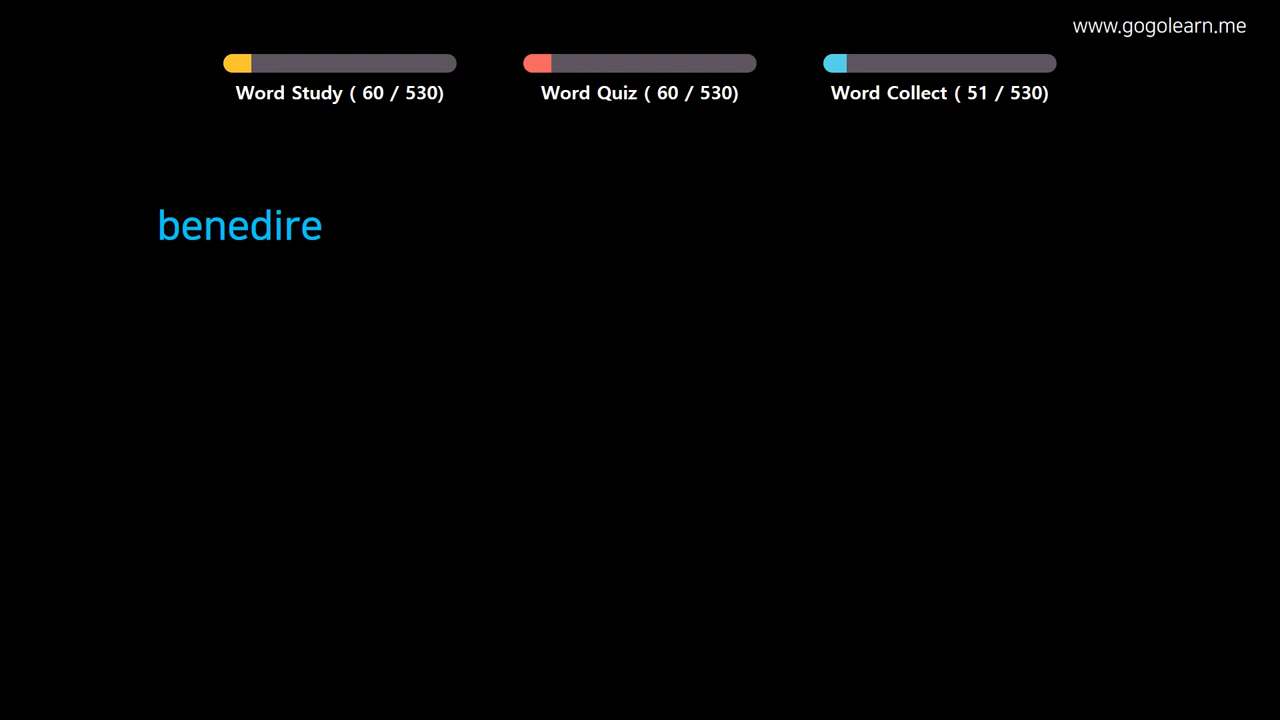 www.gogolearn.me
Word Study ( 60 / 530)
Word Quiz ( 60 / 530)
Word Collect ( 51 / 530)
benedire